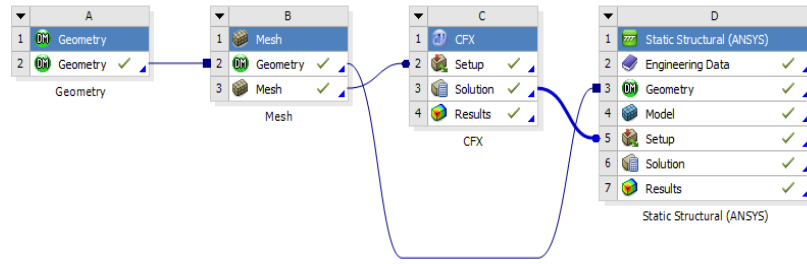 A
1 Geometry
2 Geometry
Geometry
B
1 Mesh
2 Geometry
3 Mesh
Mesh
C
1 CFX
2 Setup
3 Solution
4 Results
CFX
D
1 Static Structural (ANSYS)
2 Engineering Data
3 DM Geometry
4 Model
5 Setup
6 Solution
7 Results
Static Structural (ANSYS)